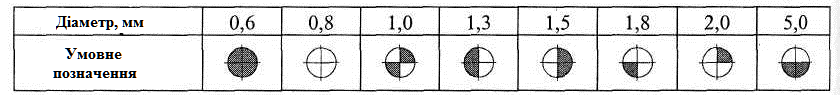 Діаметр, мм 0,6 0,8 1,0 1,3 1,5 1,8 2,0 5,0
Умовне
позначення